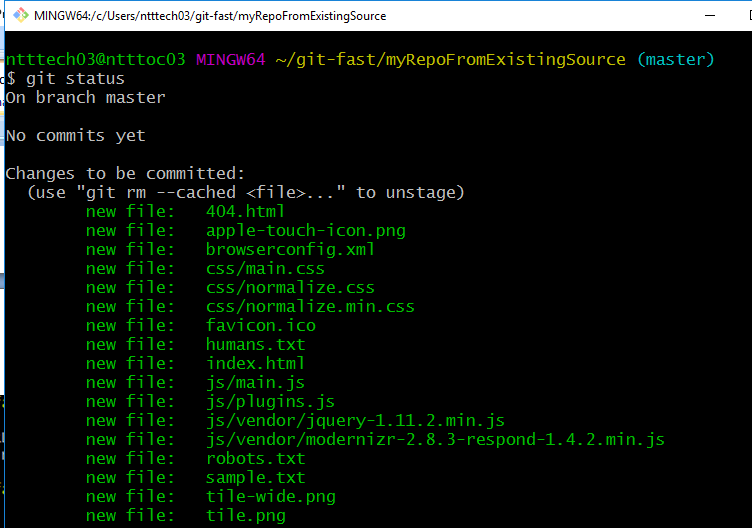 MINGW64:/c/Users/ntttech03/git-fast/myRepoFromExistingSource
ntttech03@ntttoc03 MINGW64 ~/git-fast/myRepoFromExistingSource (master)
$ git status
On branch master
No commits yet
Changes to be committed:
(use "git rm --cached <file>..." to unstage)
new file: 404.html
new file: apple-touch-icon.png
new file: browserconfig.xml
new file: css/main.css
new file: css/normalize.css
new file: css/normalize.min.css
new file: favicon.ico
new file: humans.txt
new file: index.html
new file: js/main.js
new file: js/plugins.js
new file: js/vendor/jquery-1.11.2.min.js
new file: js/vendor/modernizr-2.8.3-respond-1.4.2.min.js
new file: robots.txt
new file: sample.txt
new file: tile-wide.png
new file: tile.png